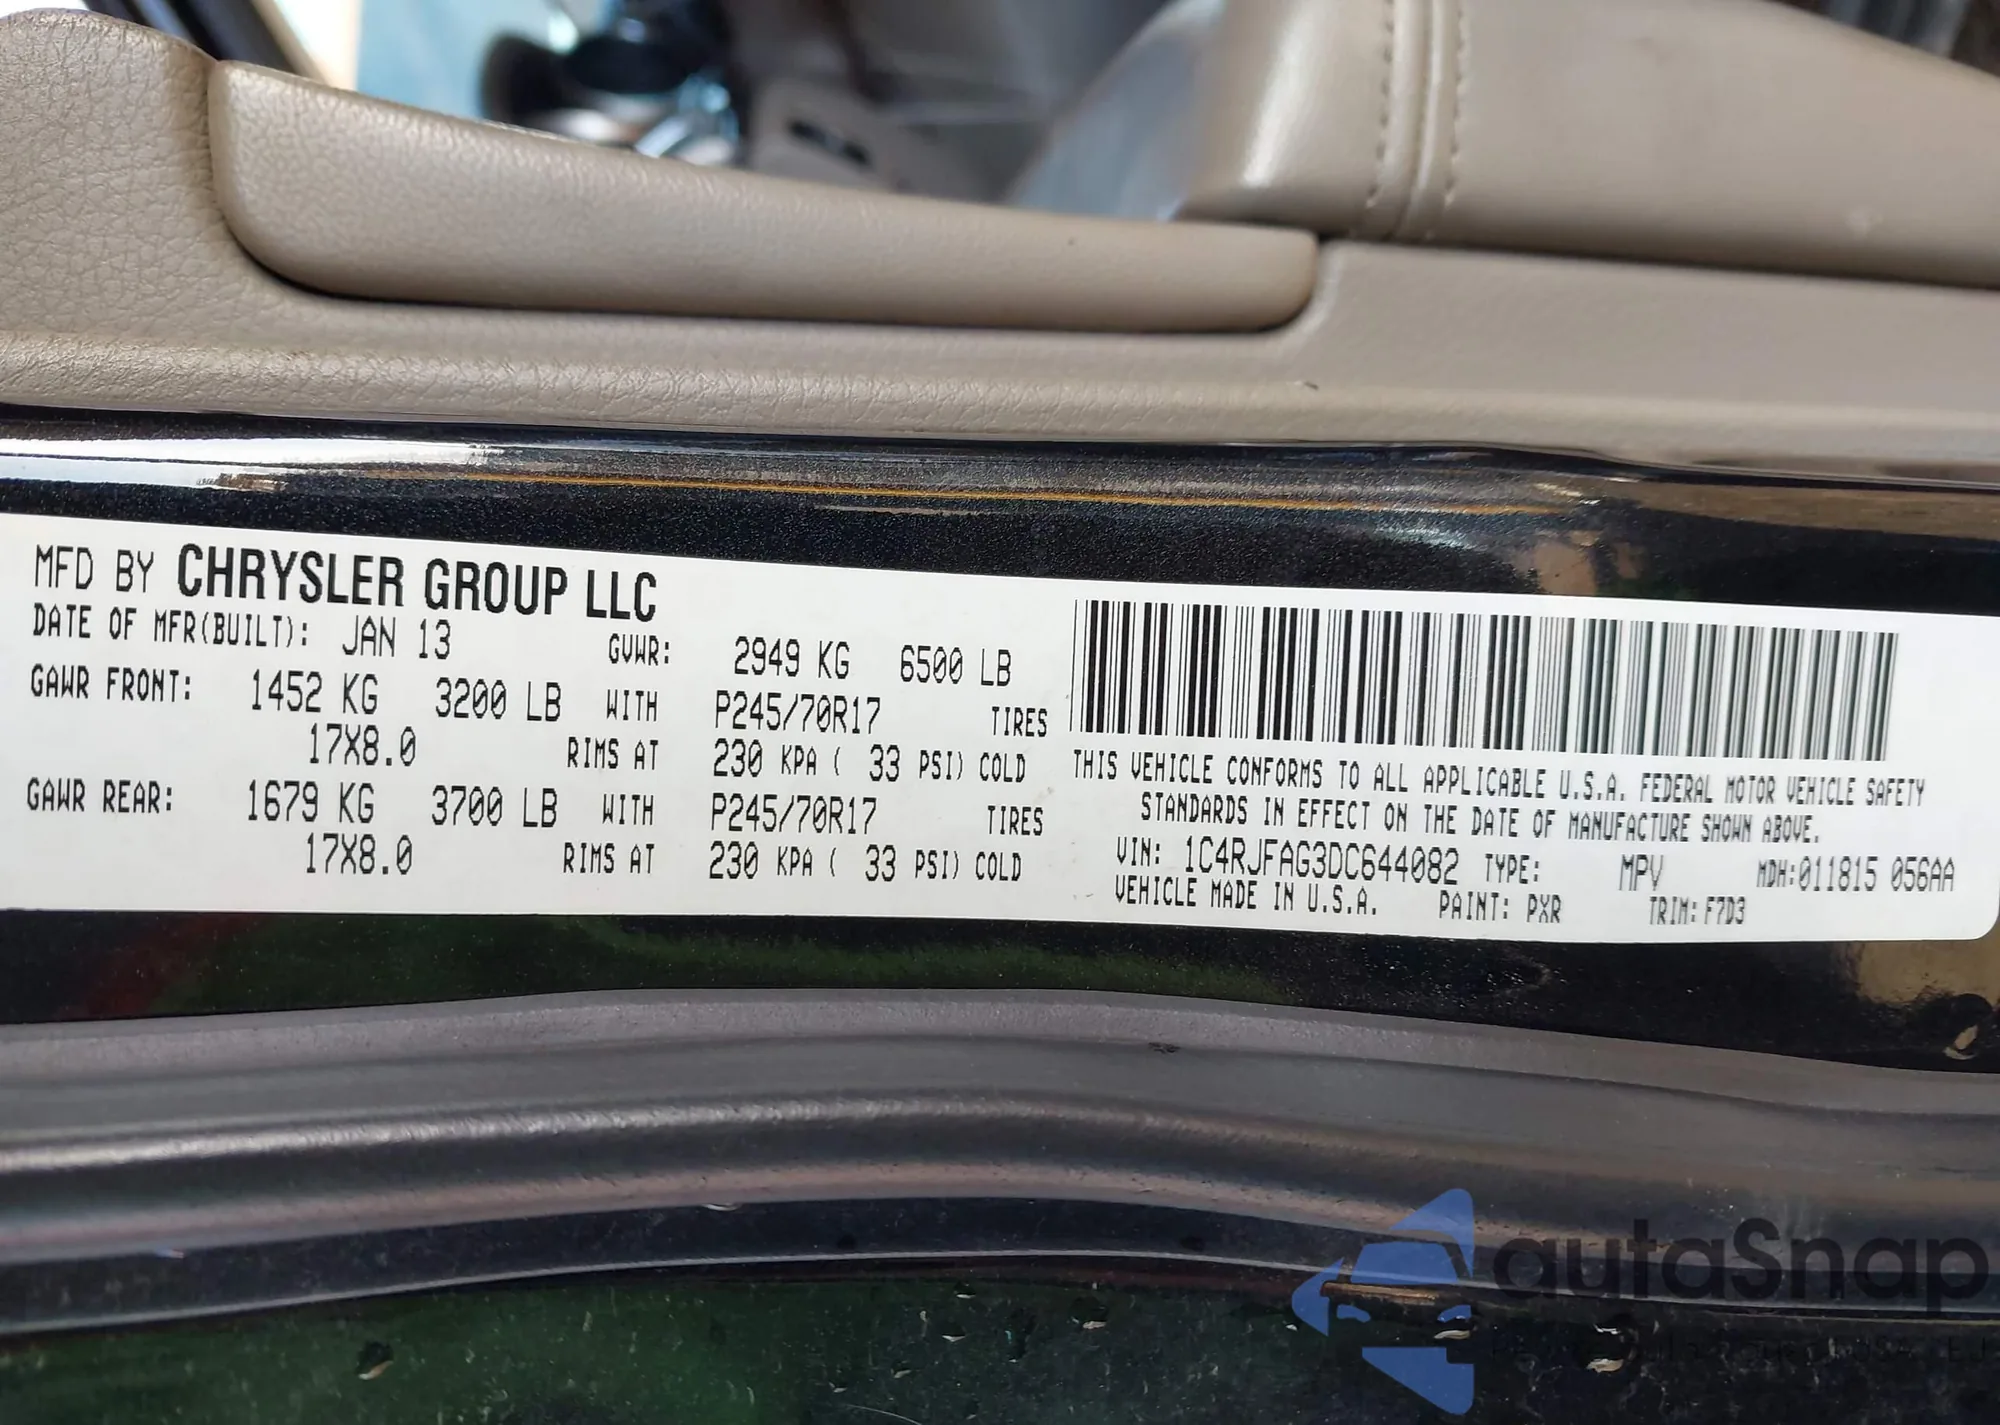 MFD BY CHRYSLER GROUP LLC
DATE OF MFR(BUILT): JAN 13 GVWR: 2949 KG 6500 LB
GAWR FRONT: 1452 KG 3200 LB WITH P245/70R17 TIRES
17X8.0 RIMS AT 230 KPA ( 33 PSI) COLD
GAWR REAR: 1679 KG 3700 LB WITH P245/70R17 TIRES
17X8.0 RIMS AT 230 KPA ( 33 PSI) COLD
THIS VEHICLE CONFORMS TO ALL APPLICABLE U.S.A. FEDERAL MOTOR VEHICLE SAFETY
STANDARDS IN EFFECT ON THE DATE OF MANUFACTURE SHOWN ABOVE.
VIN: 1C4RJFAG3DC644082 TYPE: MPV MDH:011815 056AA
VEHICLE MADE IN U.S.A. PAINT: PXR TRIM: F7D3
autaSnap